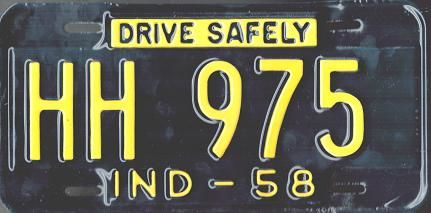 DRIVE SAFELY
HH 975
IND - 58